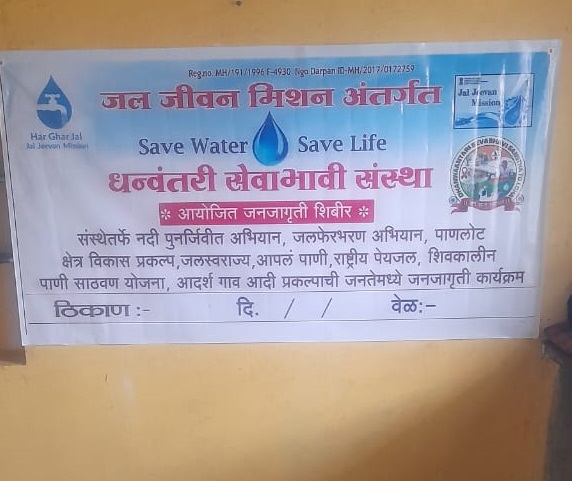 Reg.no.MH/191/1996 F-4930 Ngo Darpan ID-MH/2017/0172759
जल जीवन मिशन अंतर्गत
Har Ghar Jal
Jal Jeevan Mission
Jal Jeevan
Mission
Save Water Save Life
धन्वंतरी सेवाभावी संस्था
* आयोजित जनजागृती शिबीर *
संस्थेतर्फे नदी पुनर्जिवीत अभियान, जलफेरभरण अभियान, पाणलोट
क्षेत्र विकास प्रकल्प,जलस्वराज्य,आपलं पाणी,राष्ट्रीय पेयजल, शिवकालीन
पाणी साठवण योजना, आदर्श गाव आदी प्रकल्पाची जनतेमध्ये जनजागृती कार्यक्रम
ठिकाण :- दि. / / वेळ:-